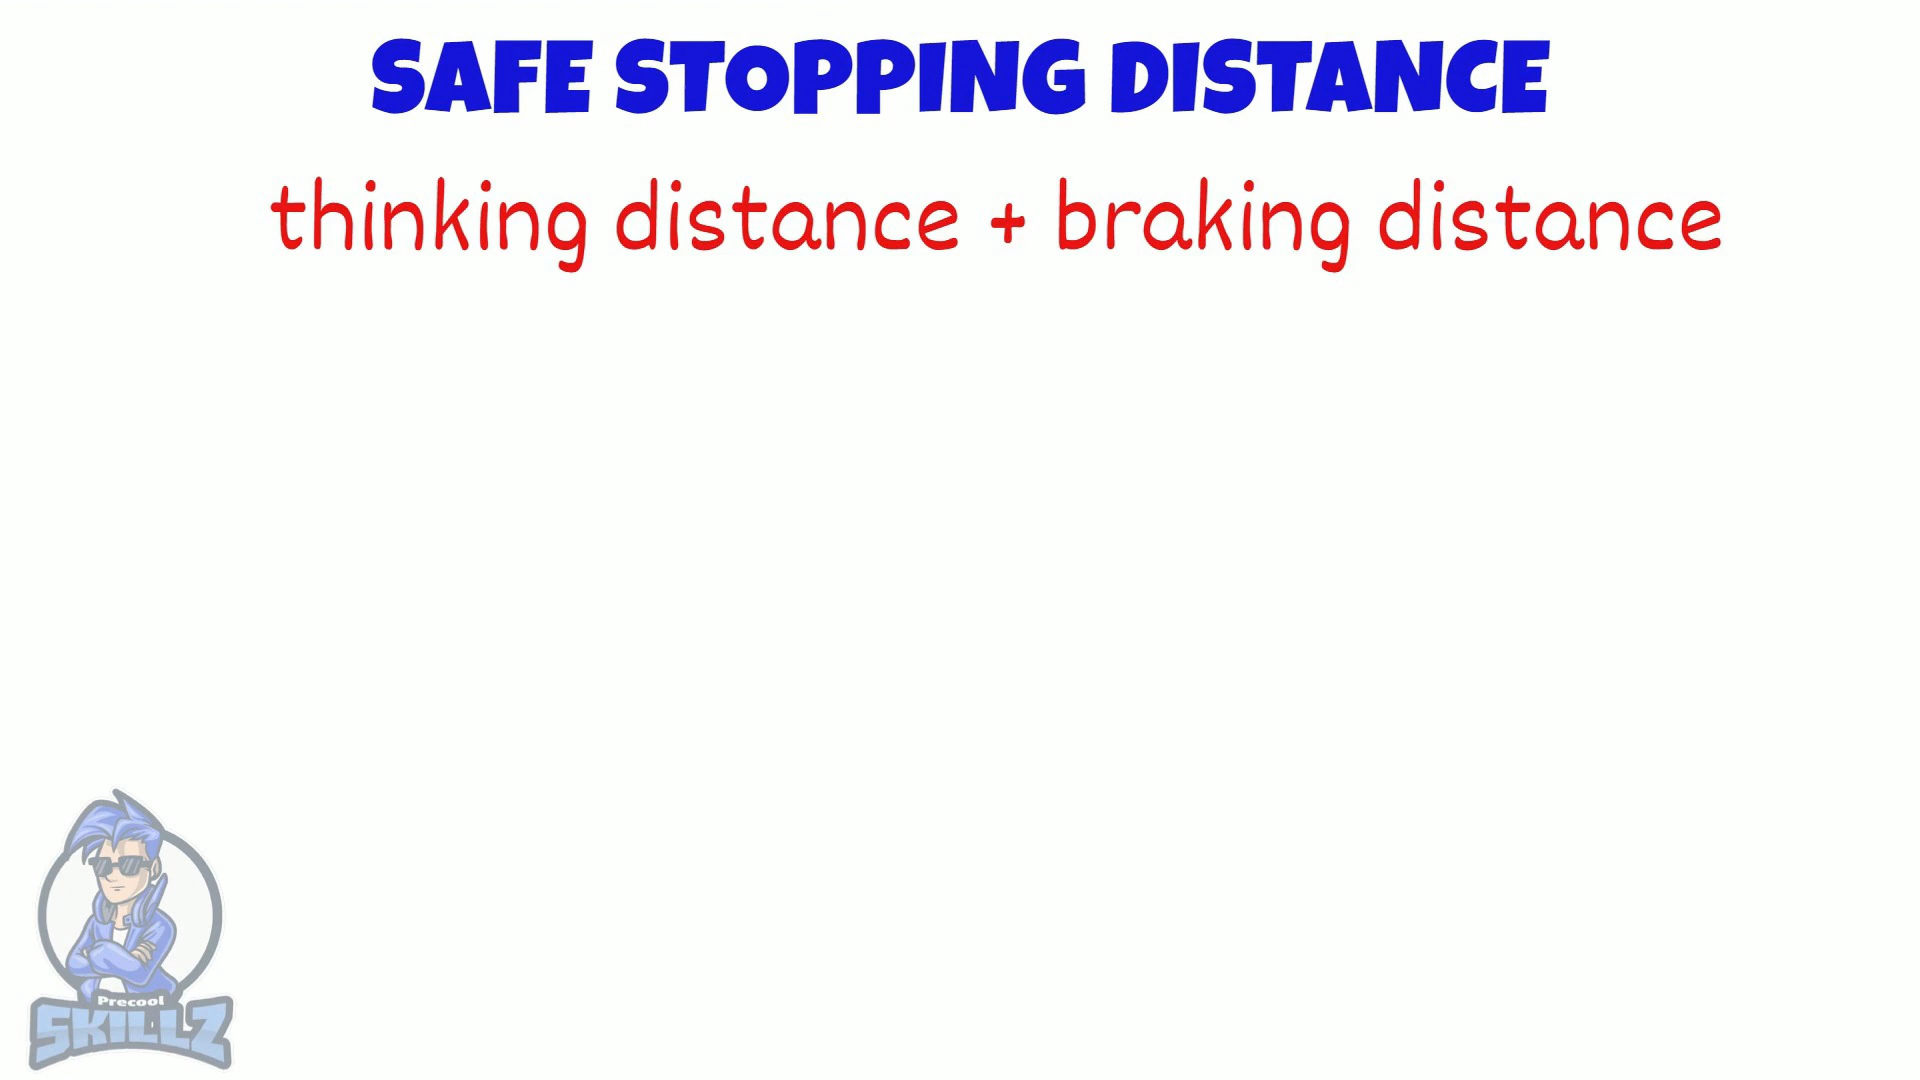 SAFE STOPPING DISTANCE
thinking distance + braking distance
Precool
SKILLZ